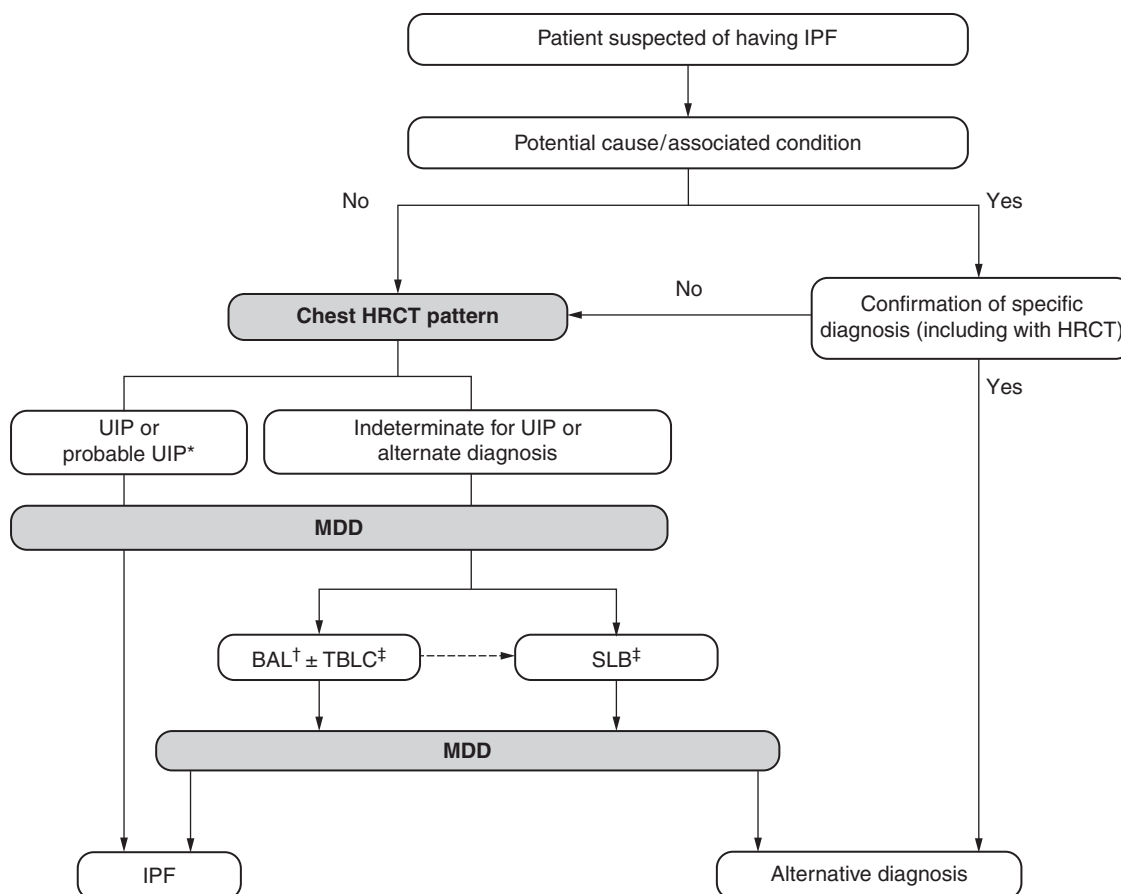 Patient suspected of having IPF
Potential cause/associated condition
No
Yes
Chest HRCT pattern
No
Confirmation of specific
diagnosis (including with HRCT)
Yes
UIP or
probable UIP*
Indeterminate for UIP or
alternate diagnosis
MDD
BAL† ± TBLC‡
SLB‡
MDD
IPF
Alternative diagnosis